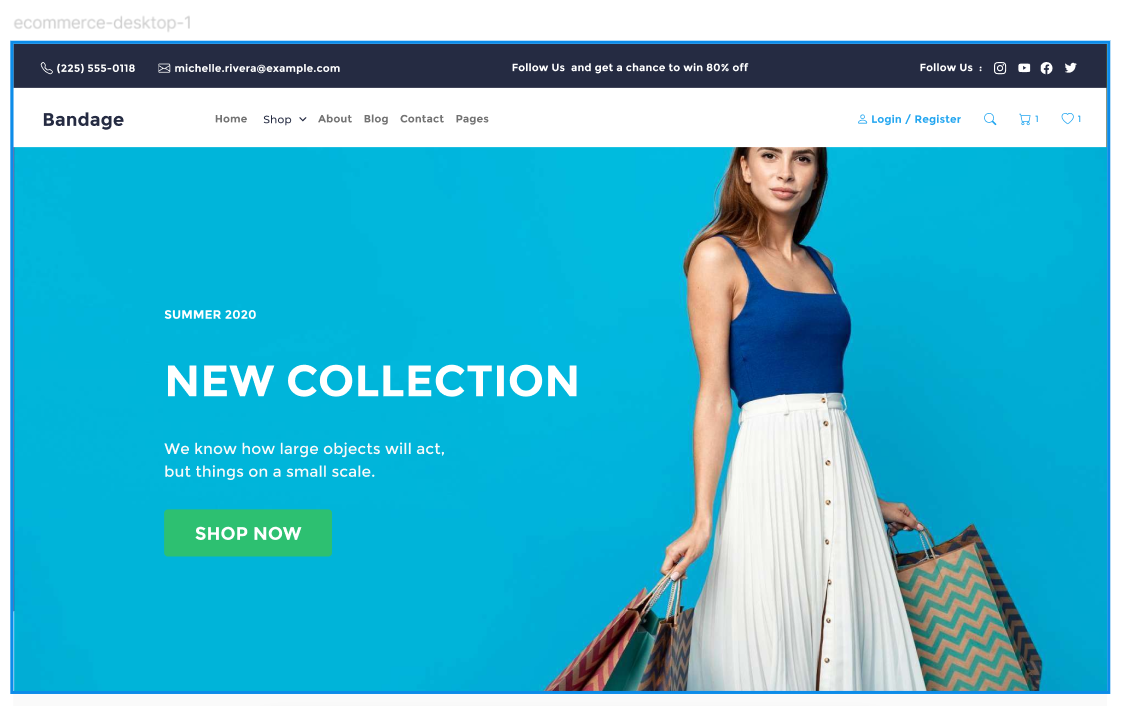 ecommerce-desktop-1
(225) 555-0118 michelle.rivera@example.com Follow Us and get a chance to win 80% off Follow Us :
Bandage Home Shop About Blog Contact Pages Login / Register 1 1
SUMMER 2020
NEW COLLECTION
We know how large objects will act,
but things on a small scale.
SHOP NOW